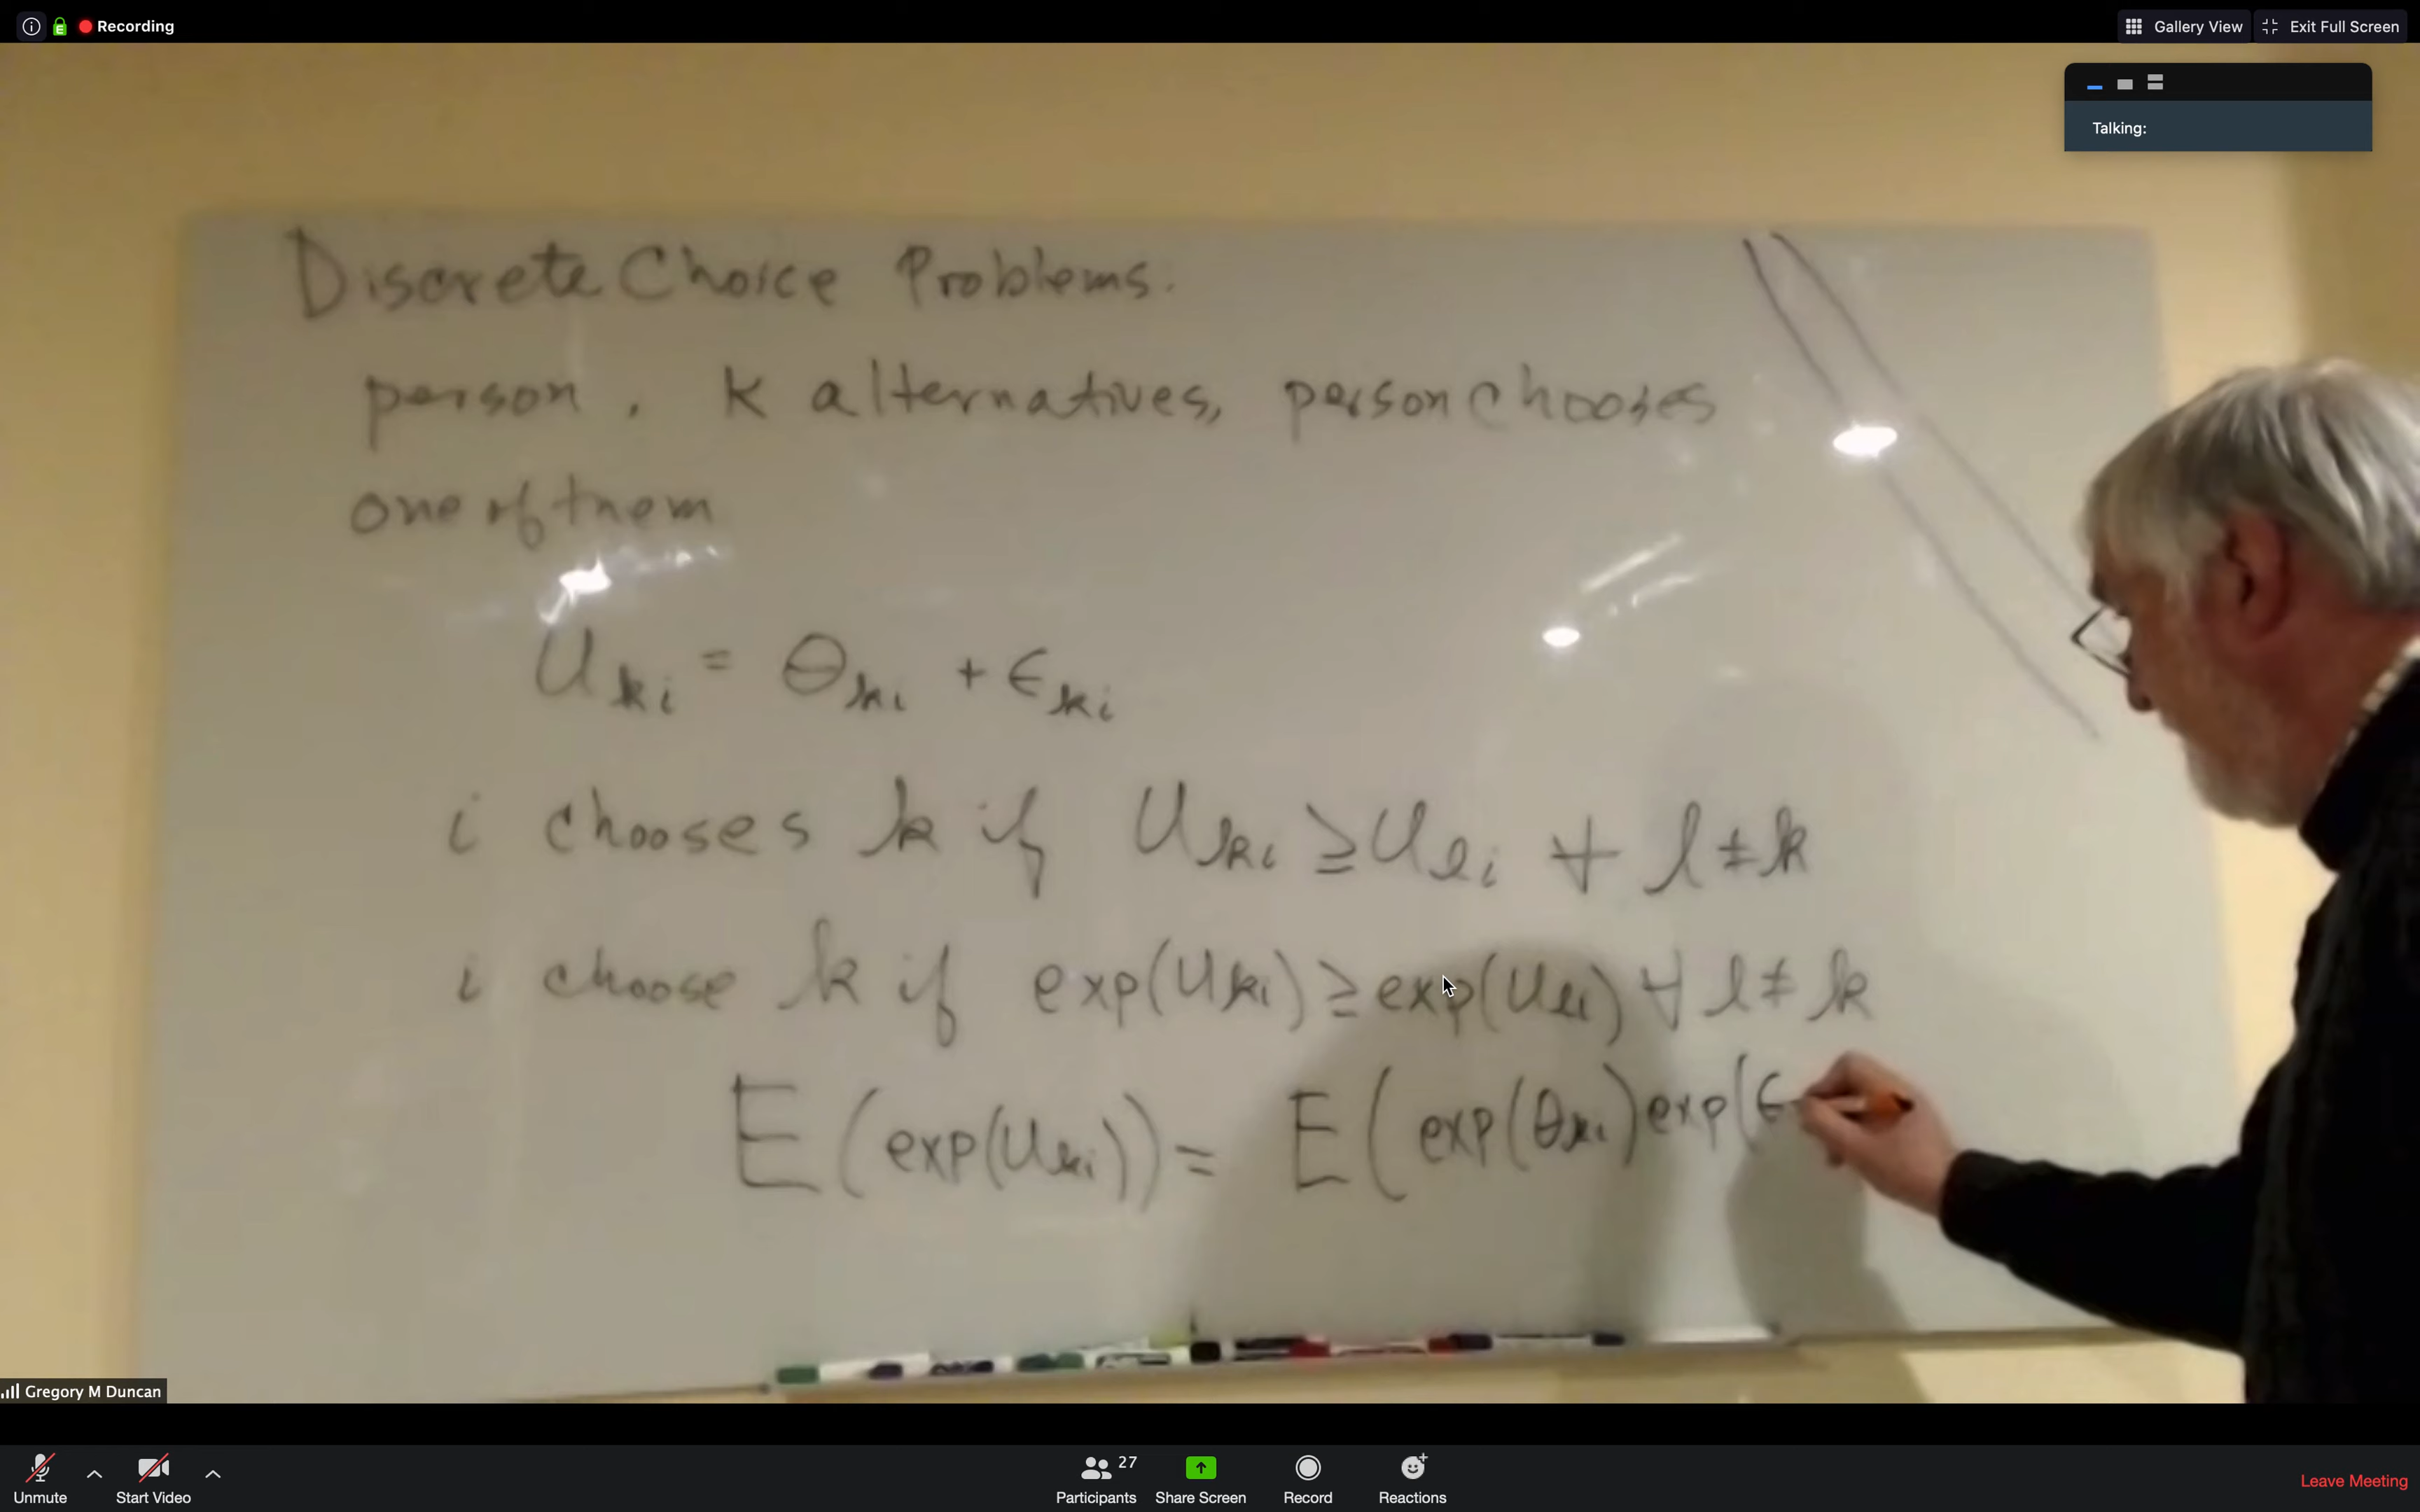 Recording
Gallery View
Exit Full Screen
Talking:
Discrete Choice Problems.
person, k alternatives, person chooses
one of them
U_ki = θ_ki + ϵ_ki
i chooses k if U_ki ≥ U_ℓi ∀ ℓ ≠ k
i choose k if exp(U_ki) ≥ exp(U_ℓi) ∀ ℓ ≠ k
E(exp(U_ki)) = E(exp(θ_ki) exp(ϵ
Gregory M Duncan
Unmute
Start Video
Participants 27
Share Screen
Record
Reactions
Leave Meeting